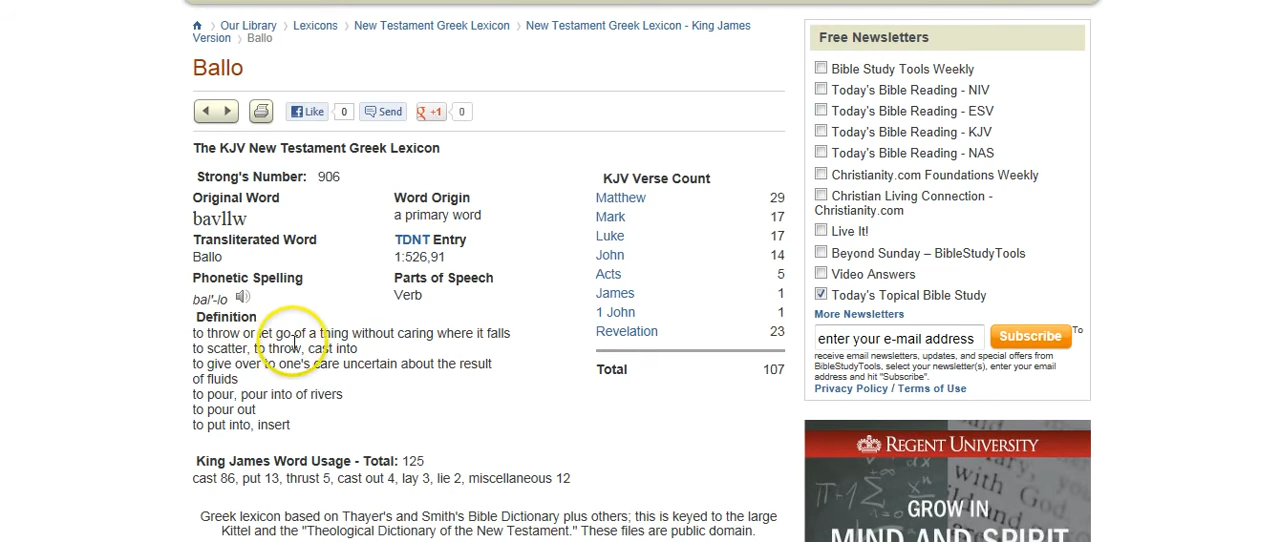 Our Library > Lexicons > New Testament Greek Lexicon > New Testament Greek Lexicon - King James
Version > Ballo
Ballo
Like 0 Send +1 0
The KJV New Testament Greek Lexicon
Strong's Number: 906
Original Word
bavllw
Transliterated Word
Ballo
Phonetic Spelling
bal'-lo
Word Origin
a primary word
TDNT Entry
1:526,91
Parts of Speech
Verb
Definition
to throw or let go of a thing without caring where it falls
to scatter, to throw, cast into
to give over to one's care uncertain about the result
of fluids
to pour, pour into of rivers
to pour out
to put into, insert
KJV Verse Count
Matthew 29
Mark 17
Luke 17
John 14
Acts 5
James 1
1 John 1
Revelation 23
Total 107
King James Word Usage - Total: 125
cast 86, put 13, thrust 5, cast out 4, lay 3, lie 2, miscellaneous 12
Greek lexicon based on Thayer's and Smith's Bible Dictionary plus others; this is keyed to the large
Kittel and the "Theological Dictionary of the New Testament." These files are public domain.
Free Newsletters
Bible Study Tools Weekly
Today's Bible Reading - NIV
Today's Bible Reading - ESV
Today's Bible Reading - KJV
Today's Bible Reading - NAS
Christianity.com Foundations Weekly
Christian Living Connection -
Christianity.com
Live It!
Beyond Sunday – BibleStudyTools
Video Answers
Today's Topical Bible Study
More Newsletters
enter your e-mail address Subscribe To
receive email newsletters, updates, and special offers from
BibleStudyTools, select your newsletter(s), enter your email
address and hit "Subscribe".
Privacy Policy / Terms of Use
REGENT UNIVERSITY
with God
GROW IN
MIND AND SPIRIT